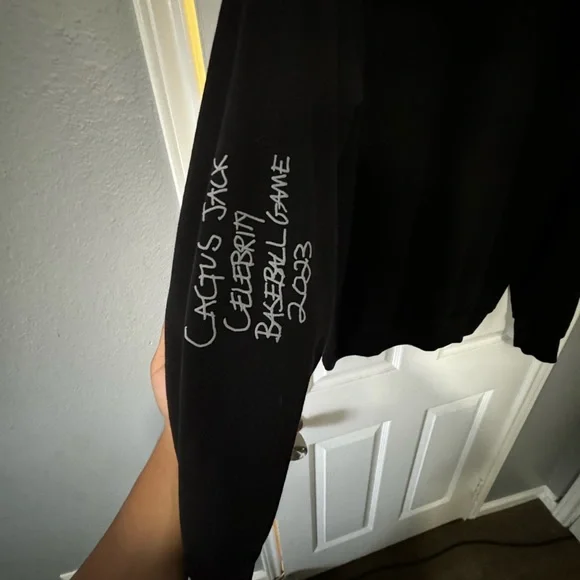 CACTUS JACK
CELEBRITY
BASEBALL GAME
2023